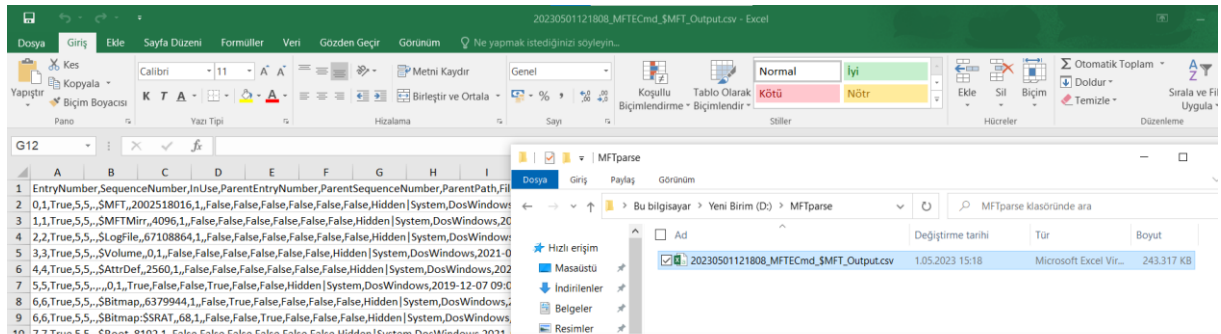 20230501121808_MFTECmd_$MFT_Output.csv - Excel
Dosya Giriş Ekle Sayfa Düzeni Formüller Veri Gözden Geçir Görünüm Ne yapmak istediğinizi söyleyin...
Yapıştır
Kes
Kopyala
Biçim Boyacısı
Pano
Calibri 11 A A
K T A A
Yazı Tipi
Metni Kaydır
Birleştir ve Ortala
Hizalama
Genel
% ,
Sayı
Koşullu Biçimlendirme
Tablo Olarak Biçimlendir
Normal İyi
Kötü Nötr
Stiller
Ekle Sil Biçim
Hücreler
Otomatik Toplam
Doldur
Temizle
Sırala ve Fi
Uygula
Düzenleme
G12 fx
A B C D E F G H I
1 EntryNumber,SequenceNumber,InUse,ParentEntryNumber,ParentSequenceNumber,ParentPath,Fil
2 0,1,True,5,5,.,$MFT,,2002518016,1,,False,False,False,False,False,False,Hidden|System,DosWindows,
3 1,1,True,5,5,.,$MFTMirr,,4096,1,,False,False,False,False,False,False,Hidden|System,DosWindows,20
4 2,2,True,5,5,.,$LogFile,,67108864,1,,False,False,False,False,False,False,Hidden|System,DosWindows
5 3,3,True,5,5,.,$Volume,,0,1,,False,False,False,False,False,False,Hidden|System,DosWindows,2021-0
6 4,4,True,5,5,.,$AttrDef,,2560,1,,False,False,False,False,False,False,Hidden|System,DosWindows,202
7 5,5,True,5,5,.,.,,0,1,,True,False,False,True,False,False,Hidden|System,DosWindows,2019-12-07 09:0
8 6,6,True,5,5,.,$Bitmap,,6379944,1,,False,True,False,False,False,False,Hidden|System,DosWindows,2
9 6,6,True,5,5,.,$Bitmap:$SRAT,,68,1,,False,False,True,False,False,False,Hidden|System,DosWindows,
MFTparse
Dosya Giriş Paylaş Görünüm
Bu bilgisayar > Yeni Birim (D:) > MFTparse
MFTparse klasöründe ara
Hızlı erişim
Masaüstü
İndirilenler
Belgeler
Resimler
Ad Değiştirme tarihi Tür Boyut
20230501121808_MFTECmd_$MFT_Output.csv 1.05.2023 15:18 Microsoft Excel Vir... 243.317 KB